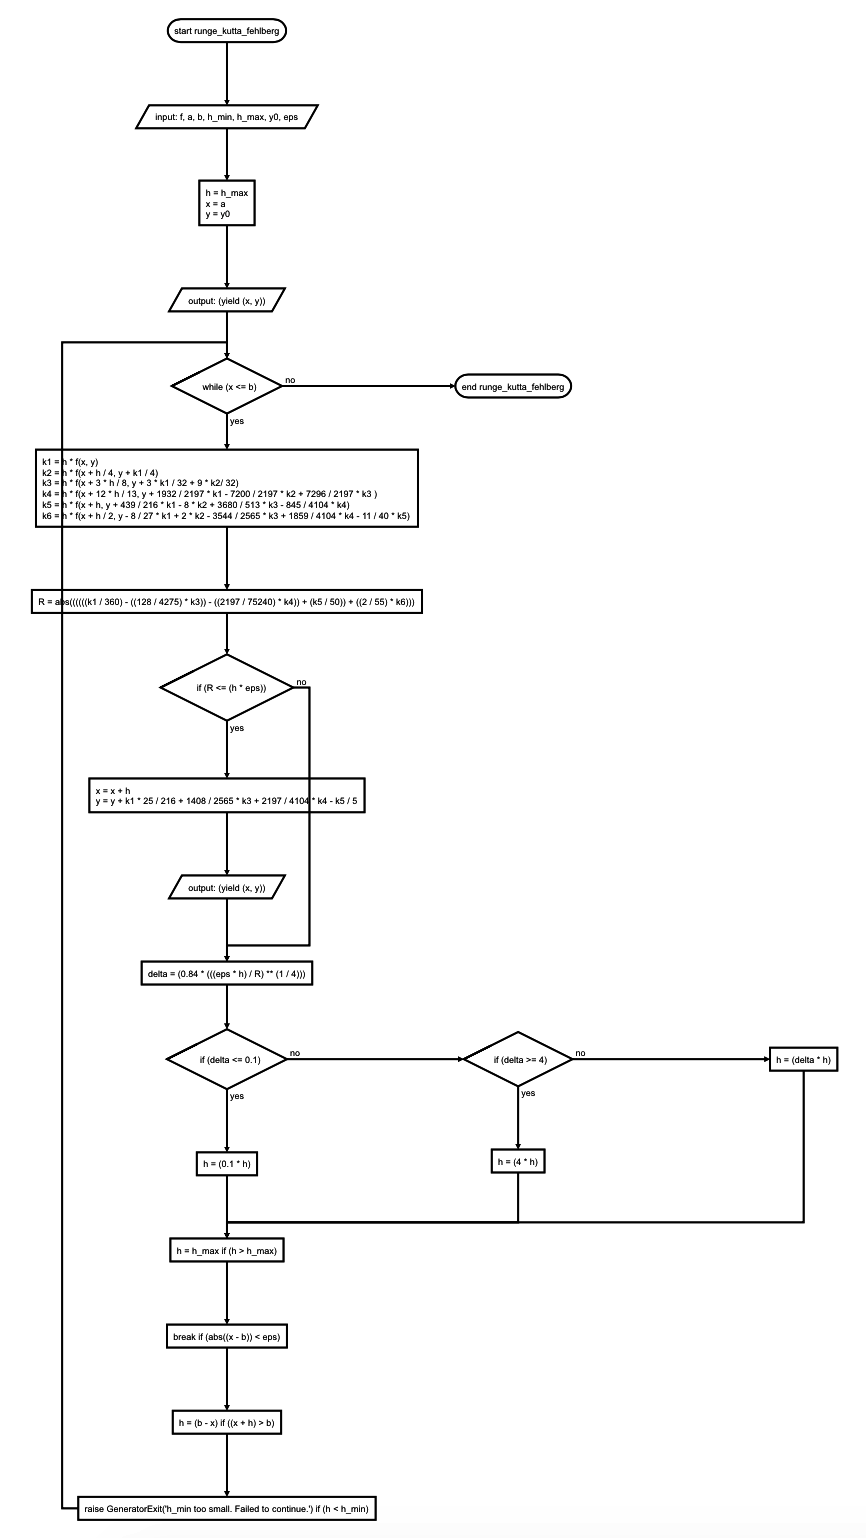 start runge_kutta_fehlberg
input: f, a, b, h_min, h_max, y0, eps
h = h_max
x = a
y = y0
output: (yield (x, y))
while (x <= b)
no
end runge_kutta_fehlberg
yes
k1 = h * f(x, y)
k2 = h * f(x + h / 4, y + k1 / 4)
k3 = h * f(x + 3 * h / 8, y + 3 * k1 / 32 + 9 * k2/ 32)
k4 = h * f(x + 12 * h / 13, y + 1932 / 2197 * k1 - 7200 / 2197 * k2 + 7296 / 2197 * k3 )
k5 = h * f(x + h, y + 439 / 216 * k1 - 8 * k2 + 3680 / 513 * k3 - 845 / 4104 * k4)
k6 = h * f(x + h / 2, y - 8 / 27 * k1 + 2 * k2 - 3544 / 2565 * k3 + 1859 / 4104 * k4 - 11 / 40 * k5)
R = abs((((((k1 / 360) - ((128 / 4275) * k3)) - ((2197 / 75240) * k4)) + (k5 / 50)) + ((2 / 55) * k6)))
if (R <= (h * eps))
no
yes
x = x + h
y = y + k1 * 25 / 216 + 1408 / 2565 * k3 + 2197 / 4104 * k4 - k5 / 5
output: (yield (x, y))
delta = (0.84 * (((eps * h) / R) ** (1 / 4)))
if (delta <= 0.1)
no
if (delta >= 4)
no
h = (delta * h)
yes
yes
h = (0.1 * h)
h = (4 * h)
h = h_max if (h > h_max)
break if (abs((x - b)) < eps)
h = (b - x) if ((x + h) > b)
raise GeneratorExit('h_min too small. Failed to continue.') if (h < h_min)